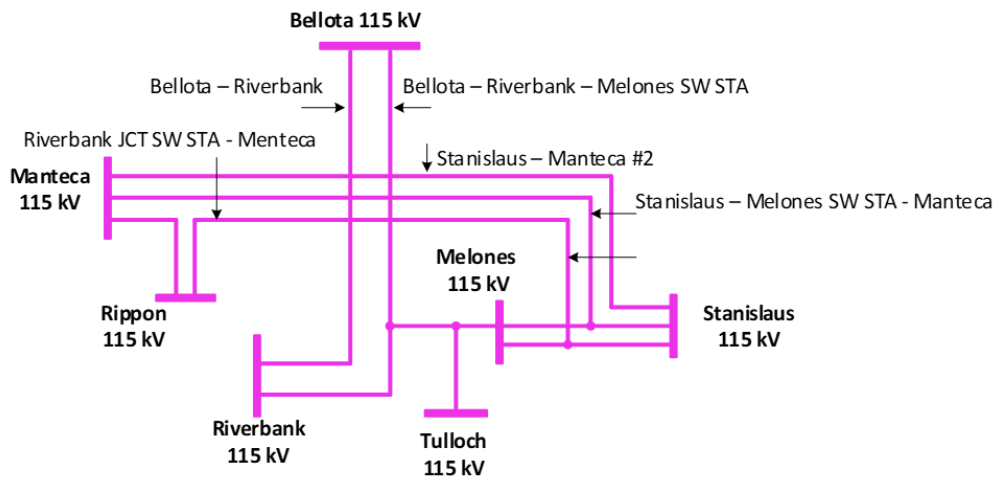 Bellota 115 kV
Bellota – Riverbank
Bellota – Riverbank – Melones SW STA
Riverbank JCT SW STA - Menteca
Stanislaus – Manteca #2
Manteca
115 kV
Stanislaus – Melones SW STA - Manteca
Melones
115 kV
Rippon
115 kV
Stanislaus
115 kV
Riverbank
115 kV
Tulloch
115 kV